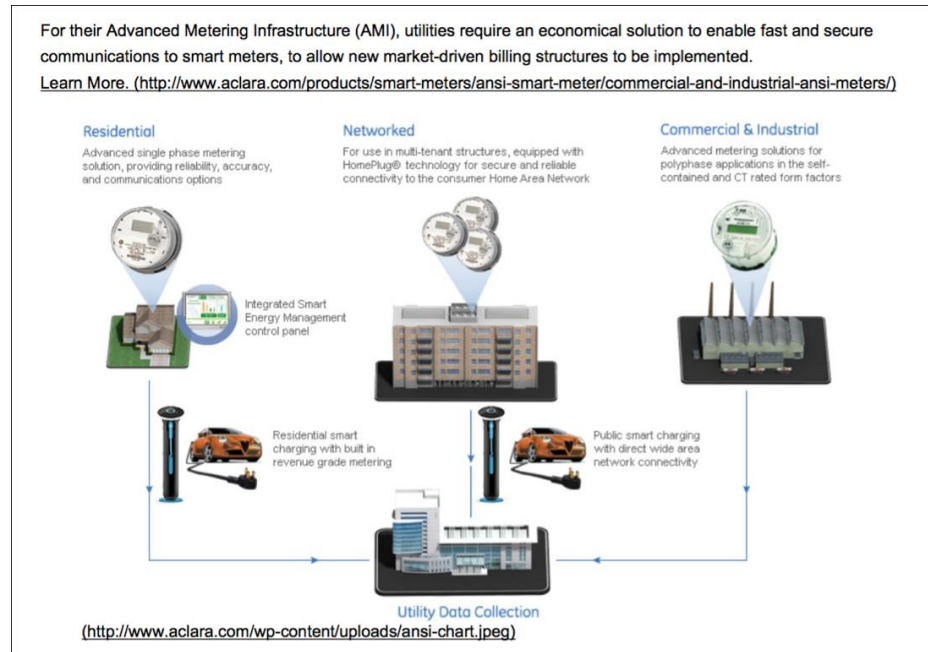 For their Advanced Metering Infrastructure (AMI), utilities require an economical solution to enable fast and secure
communications to smart meters, to allow new market-driven billing structures to be implemented.
Learn More. (http://www.aclara.com/products/smart-meters/ansi-smart-meter/commercial-and-industrial-ansi-meters/)
Residential
Advanced single phase metering
solution, providing reliability, accuracy,
and communications options
Networked
For use in multi-tenant structures, equipped with
HomePlug® technology for secure and reliable
connectivity to the consumer Home Area Network
Commercial & Industrial
Advanced metering solutions for
polyphase applications in the self-
contained and CT rated form factors
Integrated Smart
Energy Management
control panel
Residential smart
charging with built in
revenue grade metering
Public smart charging
with direct wide area
network connectivity
Utility Data Collection
(http://www.aclara.com/wp-content/uploads/ansi-chart.jpeg)